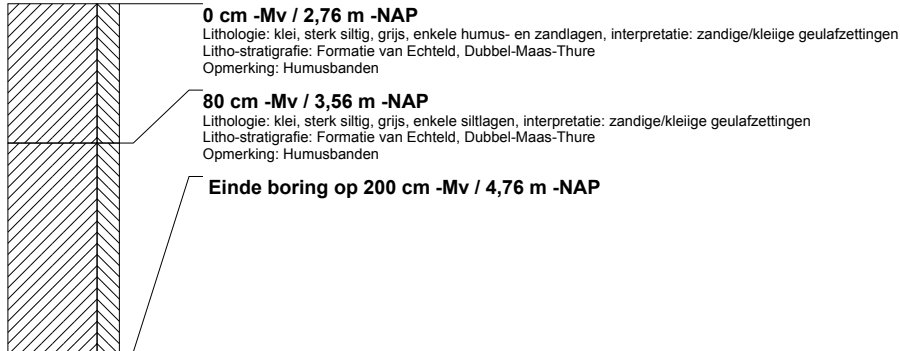 0 cm -Mv / 2,76 m -NAP
Lithologie: klei, sterk siltig, grijs, enkele humus- en zandlagen, interpretatie: zandige/kleiige geulafzettingen
Litho-stratigrafie: Formatie van Echteld, Dubbel-Maas-Thure
Opmerking: Humusbanden
80 cm -Mv / 3,56 m -NAP
Lithologie: klei, sterk siltig, grijs, enkele siltlagen, interpretatie: zandige/kleiige geulafzettingen
Litho-stratigrafie: Formatie van Echteld, Dubbel-Maas-Thure
Opmerking: Humusbanden
Einde boring op 200 cm -Mv / 4,76 m -NAP